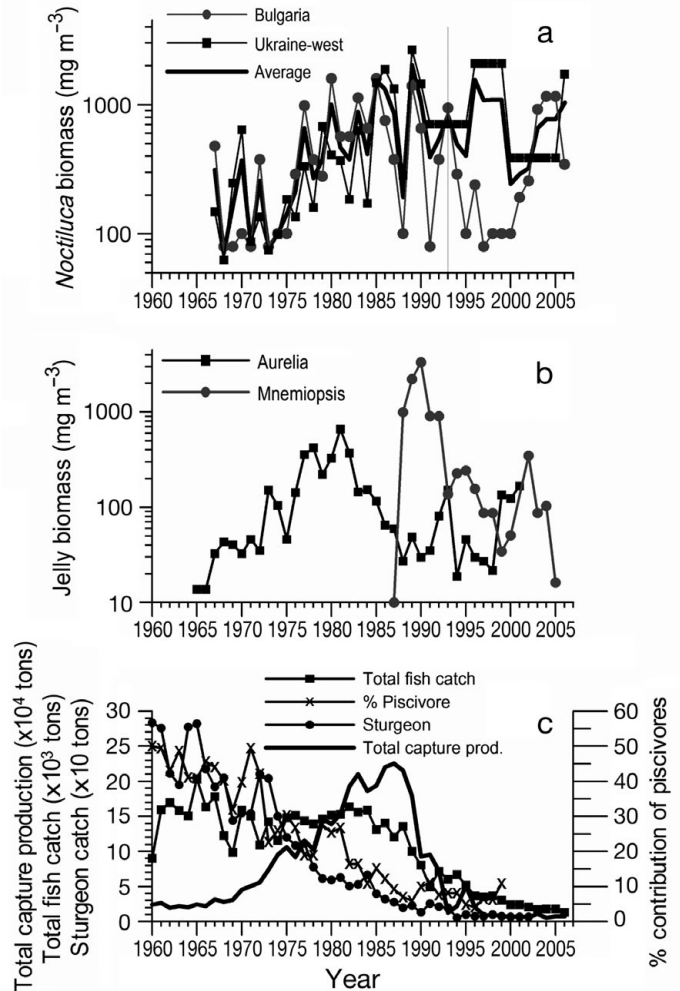 Bulgaria
Ukraine-west
Average
a
Noctiluca biomass (mg m⁻³)
1000
100
1960 1965 1970 1975 1980 1985 1990 1995 2000 2005
Aurelia
Mnemiopsis
b
Jelly biomass (mg m⁻³)
1000
100
10
1960 1965 1970 1975 1980 1985 1990 1995 2000 2005
Total fish catch
% Piscivore
Sturgeon
Total capture prod.
c
Total capture production (x10⁴ tons)
Total fish catch (x10³ tons)
Sturgeon catch (x10 tons)
30
25
20
15
10
5
0
60
50
40
30
20
10
0
% contribution of piscivores
1960 1965 1970 1975 1980 1985 1990 1995 2000 2005
Year